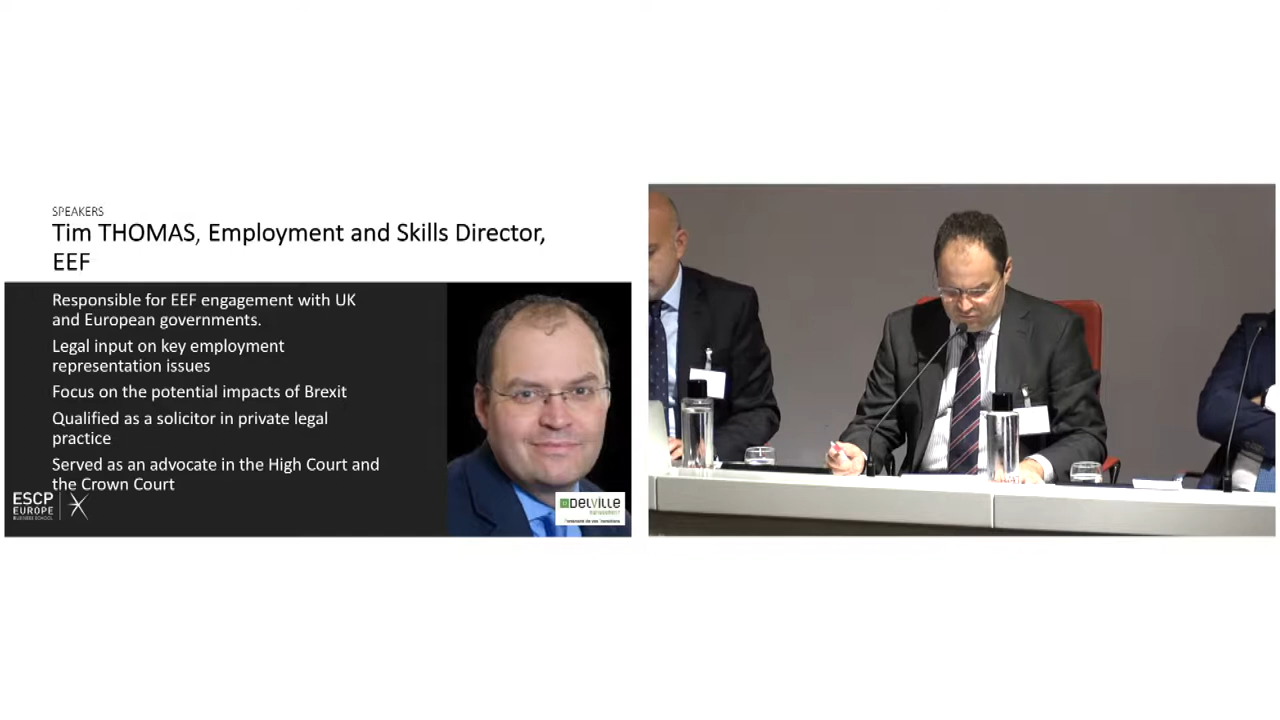 SPEAKERS
Tim THOMAS, Employment and Skills Director,
EEF
Responsible for EEF engagement with UK
and European governments.
Legal input on key employment
representation issues
Focus on the potential impacts of Brexit
Qualified as a solicitor in private legal
practice
Served as an advocate in the High Court and
the Crown Court
ESCP
EUROPE
BUSINESS SCHOOL
DELVILLE